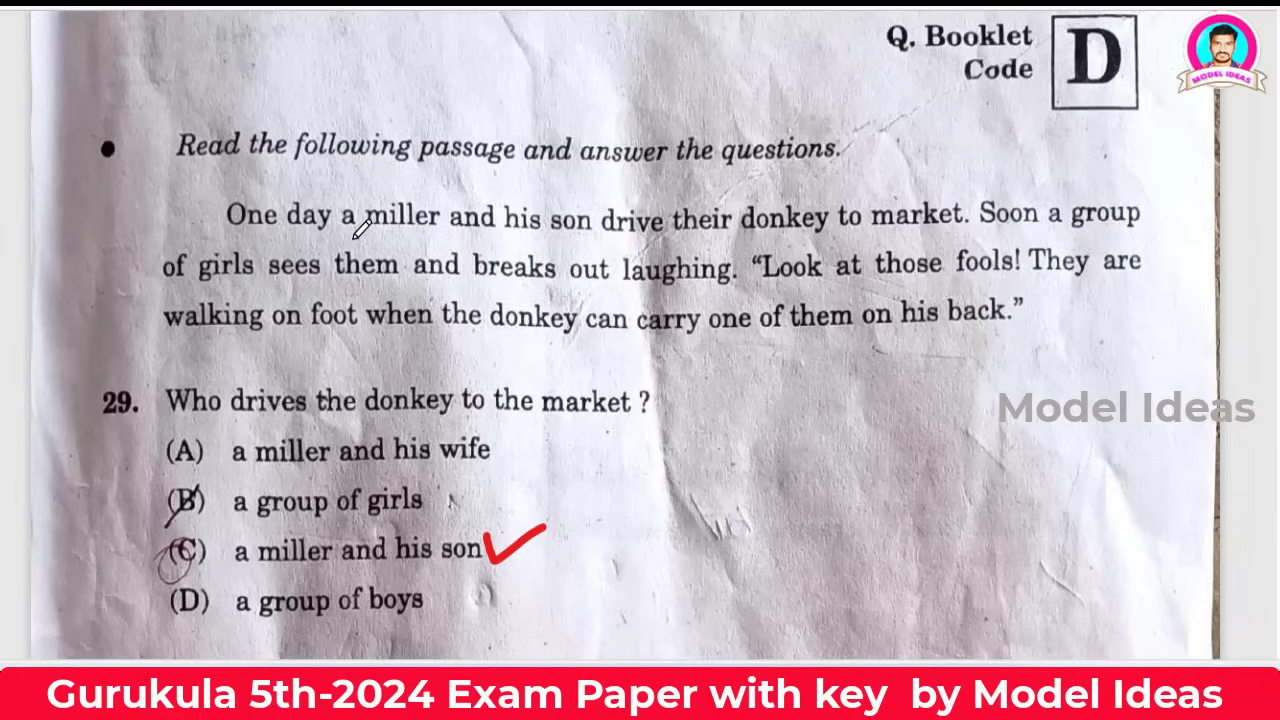 Q. Booklet
Code
D
MODEL IDEAS
• Read the following passage and answer the questions.
One day a miller and his son drive their donkey to market. Soon a group
of girls sees them and breaks out laughing. “Look at those fools! They are
walking on foot when the donkey can carry one of them on his back.”
29. Who drives the donkey to the market ?
Model Ideas
(A) a miller and his wife
(B) a group of girls
(C) a miller and his son
(D) a group of boys
Gurukula 5th-2024 Exam Paper with key by Model Ideas